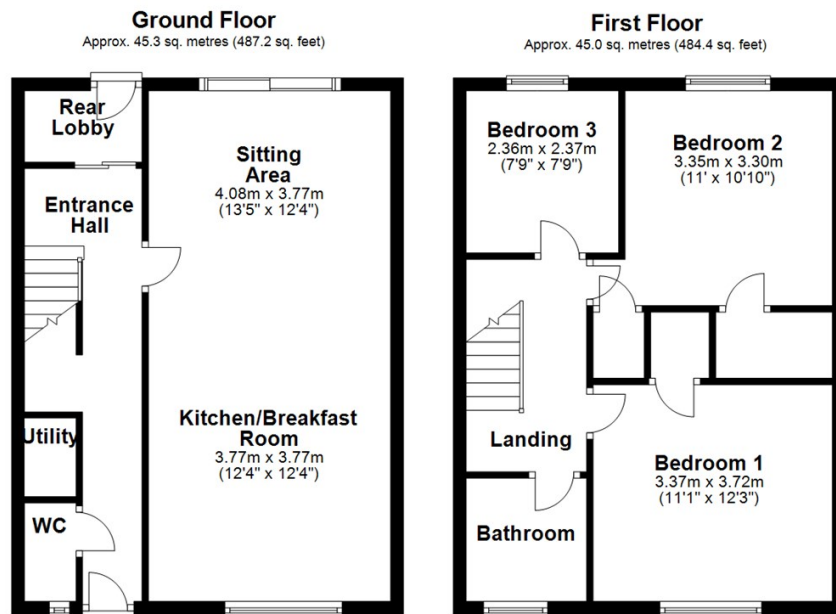 Ground Floor
Approx. 45.3 sq. metres (487.2 sq. feet)
Rear
Lobby
Sitting
Area
4.08m x 3.77m
(13'5" x 12'4")
Entrance
Hall
Kitchen/Breakfast
Room
3.77m x 3.77m
(12'4" x 12'4")
Utility
WC
First Floor
Approx. 45.0 sq. metres (484.4 sq. feet)
Bedroom 3
2.36m x 2.37m
(7'9" x 7'9")
Bedroom 2
3.35m x 3.30m
(11' x 10'10")
Landing
Bedroom 1
3.37m x 3.72m
(11'1" x 12'3")
Bathroom